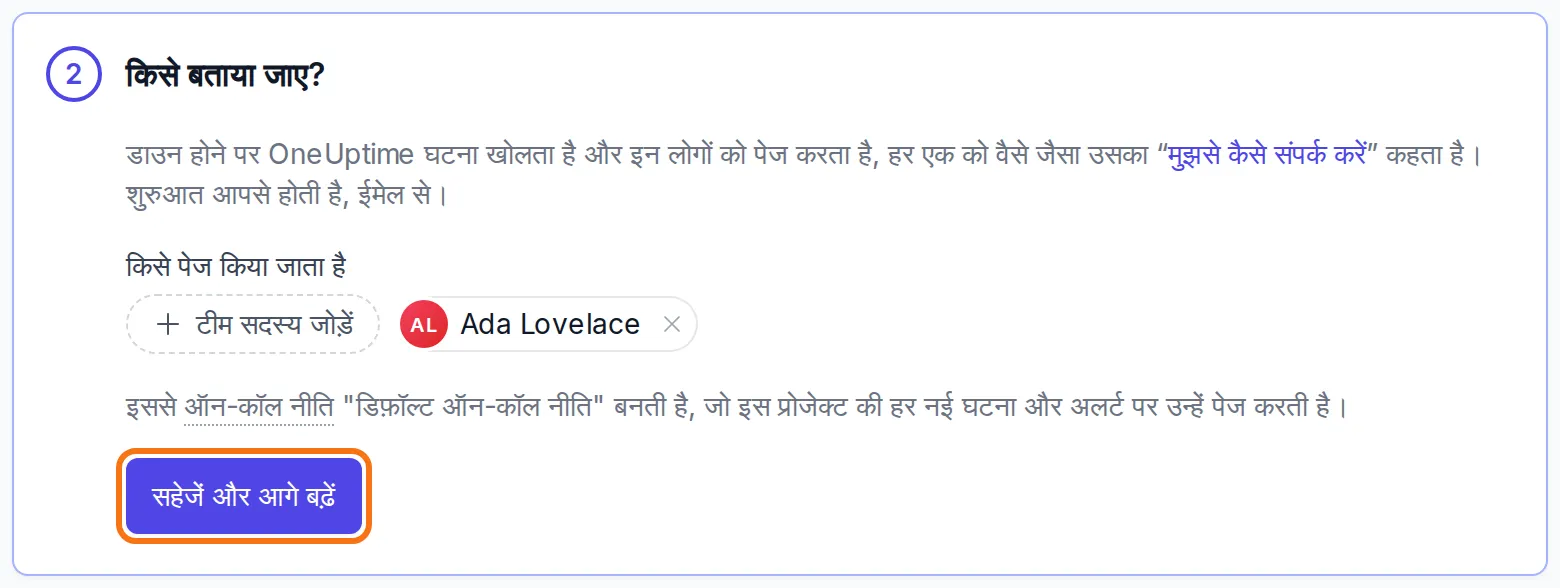 2
किसे बताया जाए?
डाउन होने पर OneUptime घटना खोलता है और इन लोगों को पेज करता है, हर एक को वैसे जैसा उसका “मुझसे कैसे संपर्क करें” कहता है।
शुरुआत आपसे होती है, ईमेल से।
किसे पेज किया जाता है
+ टीम सदस्य जोड़ें AL Ada Lovelace ×
इससे ऑन-कॉल नीति "डिफ़ॉल्ट ऑन-कॉल नीति" बनती है, जो इस प्रोजेक्ट की हर नई घटना और अलर्ट पर उन्हें पेज करती है।
सहेजें और आगे बढ़ें